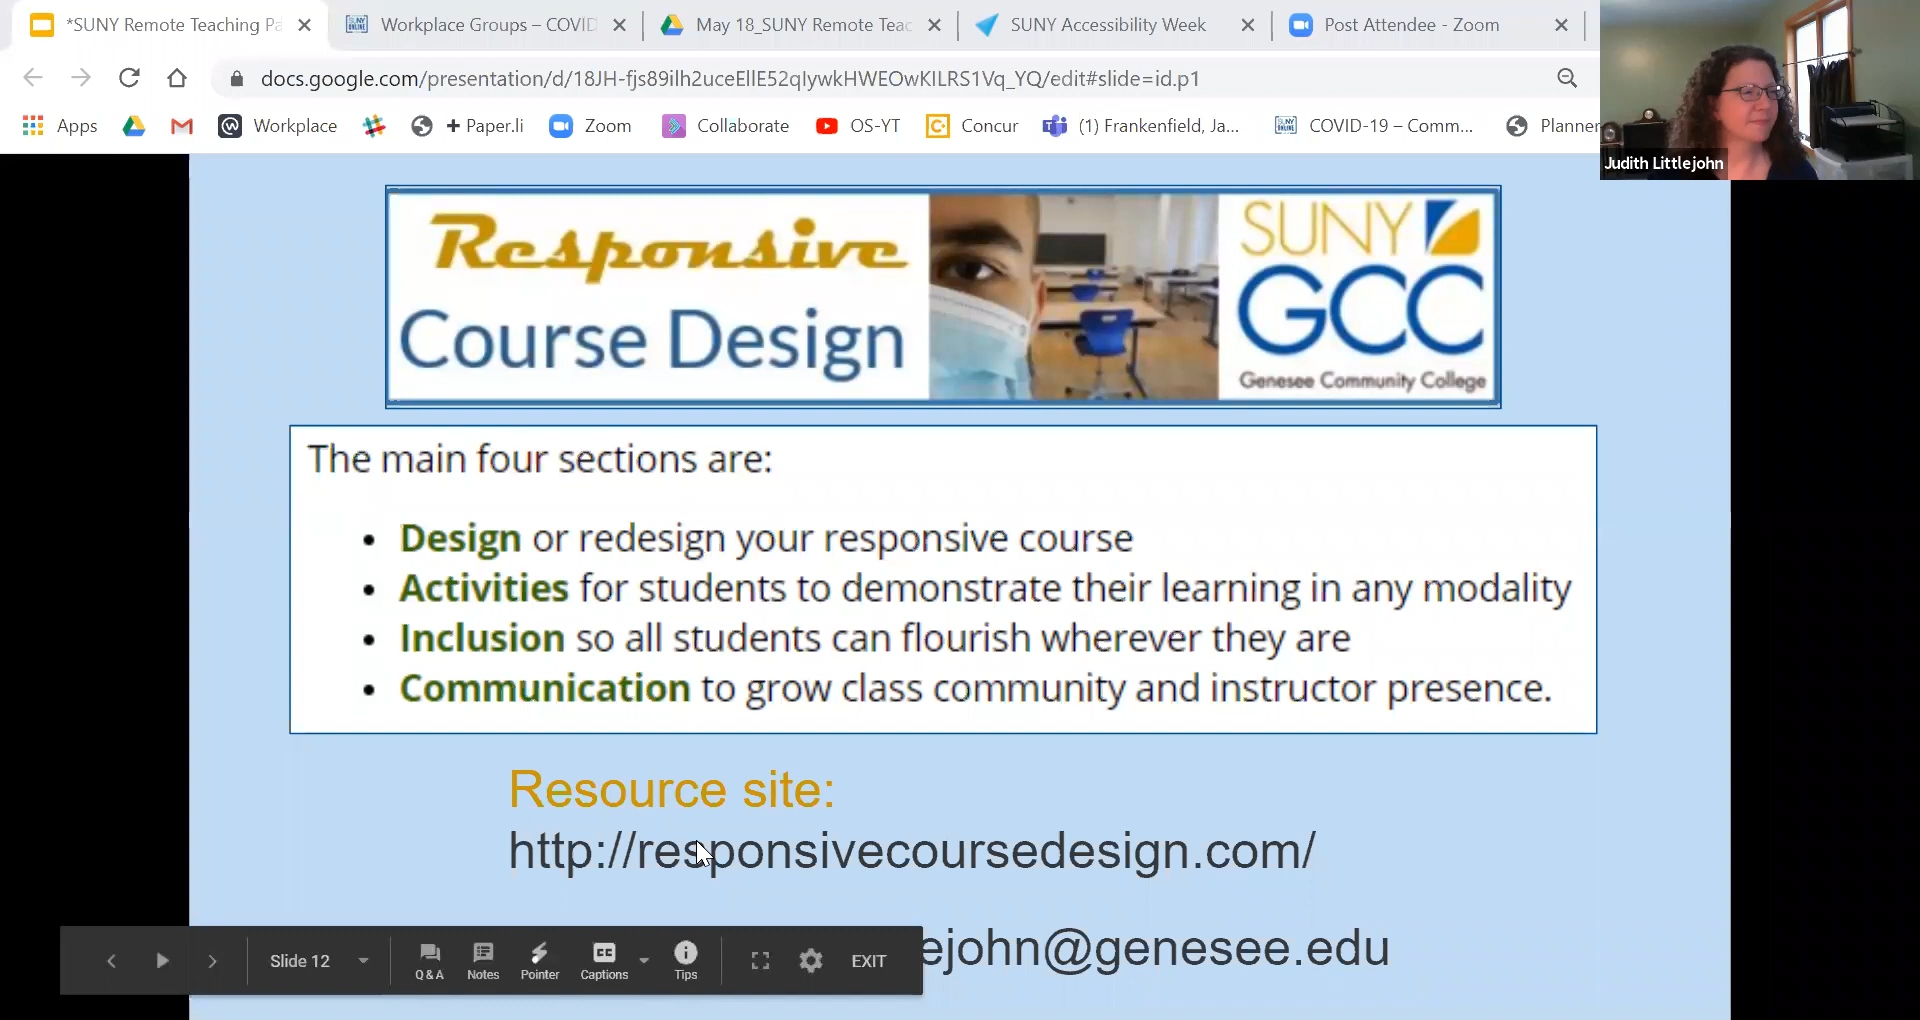 *SUNY Remote Teaching Pa
Workplace Groups – COVID
May 18_SUNY Remote Teac
SUNY Accessibility Week
Post Attendee - Zoom
docs.google.com/presentation/d/18JH-fjs89ilh2uceEllE52qlywkHWEOwKILRS1Vq_YQ/edit#slide=id.p1
Apps
Workplace
+ Paper.li
Zoom
Collaborate
OS-YT
Concur
(1) Frankenfield, Ja...
COVID-19 – Comm...
Planner
Judith Littlejohn
Responsive
Course Design
SUNY
GCC
Genesee Community College
The main four sections are:
• Design or redesign your responsive course
• Activities for students to demonstrate their learning in any modality
• Inclusion so all students can flourish wherever they are
• Communication to grow class community and instructor presence.
Resource site:
http://responsivecoursedesign.com/
ejohn@genesee.edu
Slide 12
Q & A
Notes
Pointer
CC
Captions
Tips
EXIT